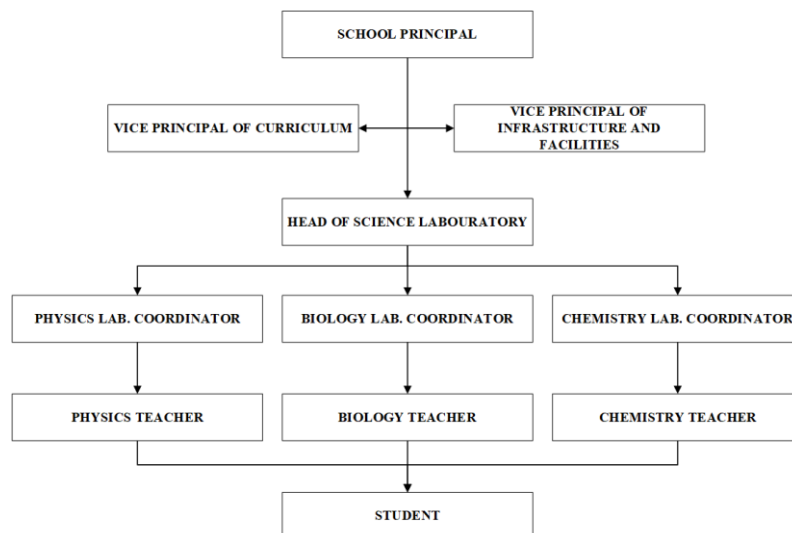 SCHOOL PRINCIPAL
VICE PRINCIPAL OF CURRICULUM
VICE PRINCIPAL OF
INFRASTRUCTURE AND
FACILITIES
HEAD OF SCIENCE LABOURATORY
PHYSICS LAB. COORDINATOR
BIOLOGY LAB. COORDINATOR
CHEMISTRY LAB. COORDINATOR
PHYSICS TEACHER
BIOLOGY TEACHER
CHEMISTRY TEACHER
STUDENT